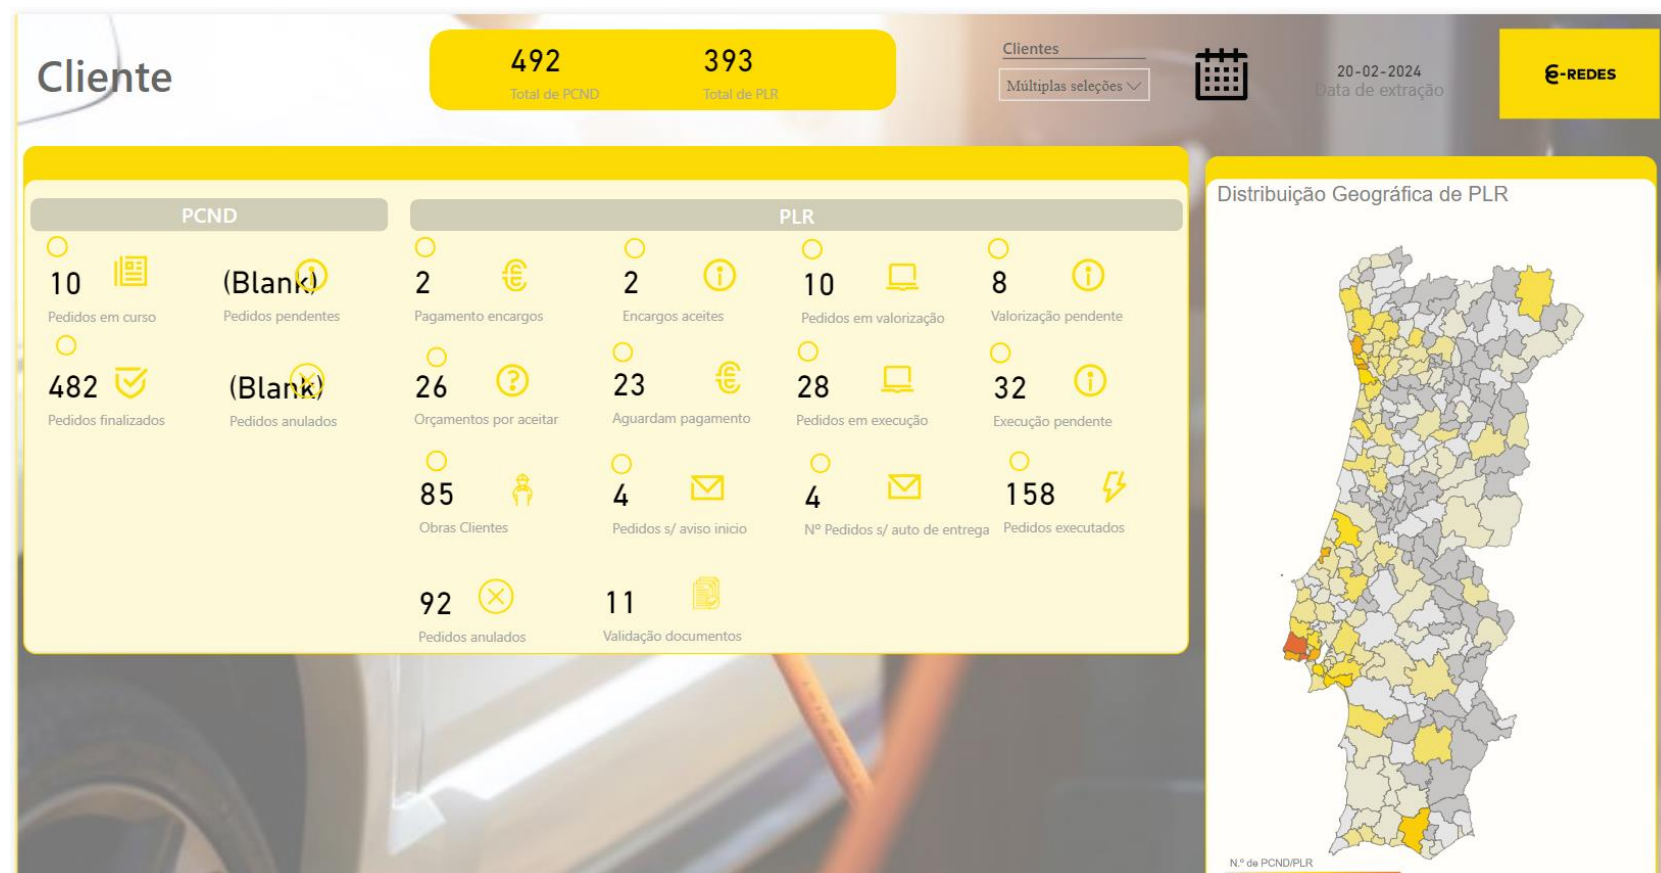 Cliente
492
Total de PCND
393
Total de PLR
Clientes
Múltiplas seleções
20-02-2024
Data de extração
E-REDES
PCND
10
Pedidos em curso
(Blank)
Pedidos pendentes
482
Pedidos finalizados
(Blank)
Pedidos anulados
PLR
2
Pagamento encargos
2
Encargos aceites
10
Pedidos em valorização
8
Valorização pendente
26
Orçamentos por aceitar
23
Aguardam pagamento
28
Pedidos em execução
32
Execução pendente
85
Obras Clientes
4
Pedidos s/ aviso inicio
4
Nº Pedidos s/ auto de entrega
158
Pedidos executados
92
Pedidos anulados
11
Validação documentos
Distribuição Geográfica de PLR
N.º de PCND/PLR